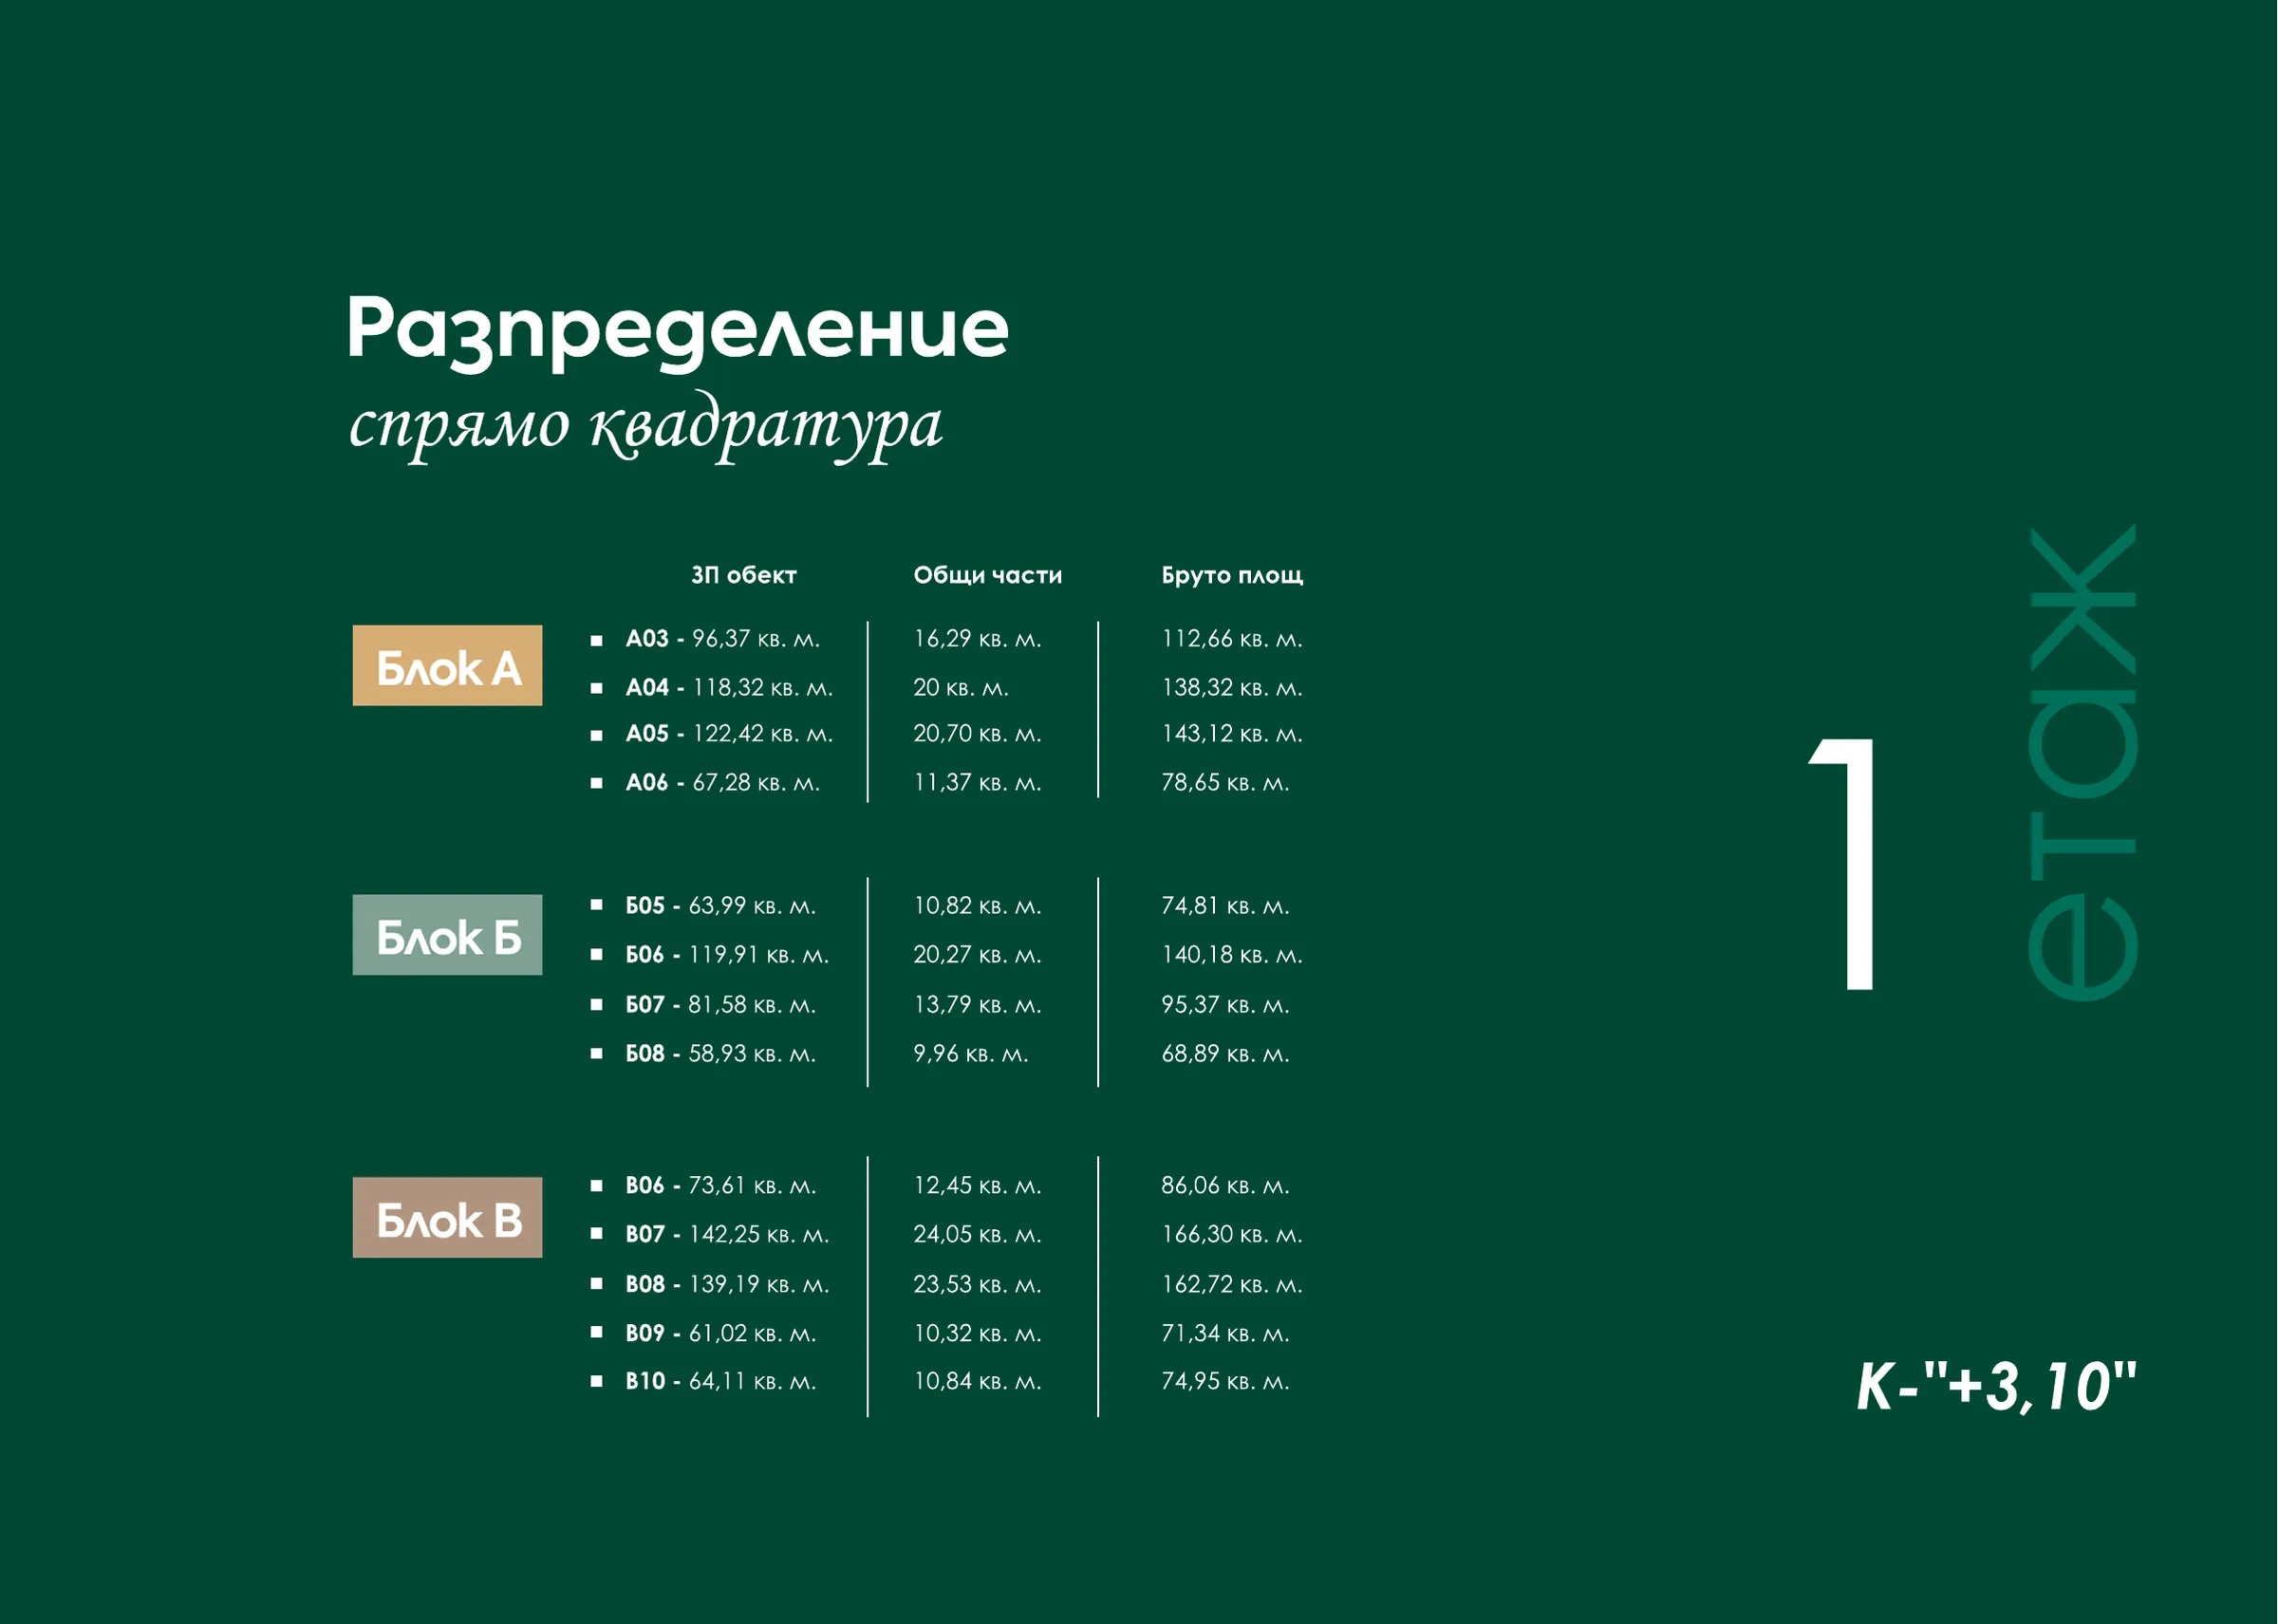 Разпределение
спрямо квадратура
ЗП обект Общи части Бруто площ
Блок А
А03 - 96,37 кв. м. 16,29 кв. м. 112,66 кв. м.
А04 - 118,32 кв. м. 20 кв. м. 138,32 кв. м.
А05 - 122,42 кв. м. 20,70 кв. м. 143,12 кв. м.
А06 - 67,28 кв. м. 11,37 кв. м. 78,65 кв. м.
Блок Б
Б05 - 63,99 кв. м. 10,82 кв. м. 74,81 кв. м.
Б06 - 119,91 кв. м. 20,27 кв. м. 140,18 кв. м.
Б07 - 81,58 кв. м. 13,79 кв. м. 95,37 кв. м.
Б08 - 58,93 кв. м. 9,96 кв. м. 68,89 кв. м.
Блок В
В06 - 73,61 кв. м. 12,45 кв. м. 86,06 кв. м.
В07 - 142,25 кв. м. 24,05 кв. м. 166,30 кв. м.
В08 - 139,19 кв. м. 23,53 кв. м. 162,72 кв. м.
В09 - 61,02 кв. м. 10,32 кв. м. 71,34 кв. м.
В10 - 64,11 кв. м. 10,84 кв. м. 74,95 кв. м.
1
етаж
К-"+3,10"